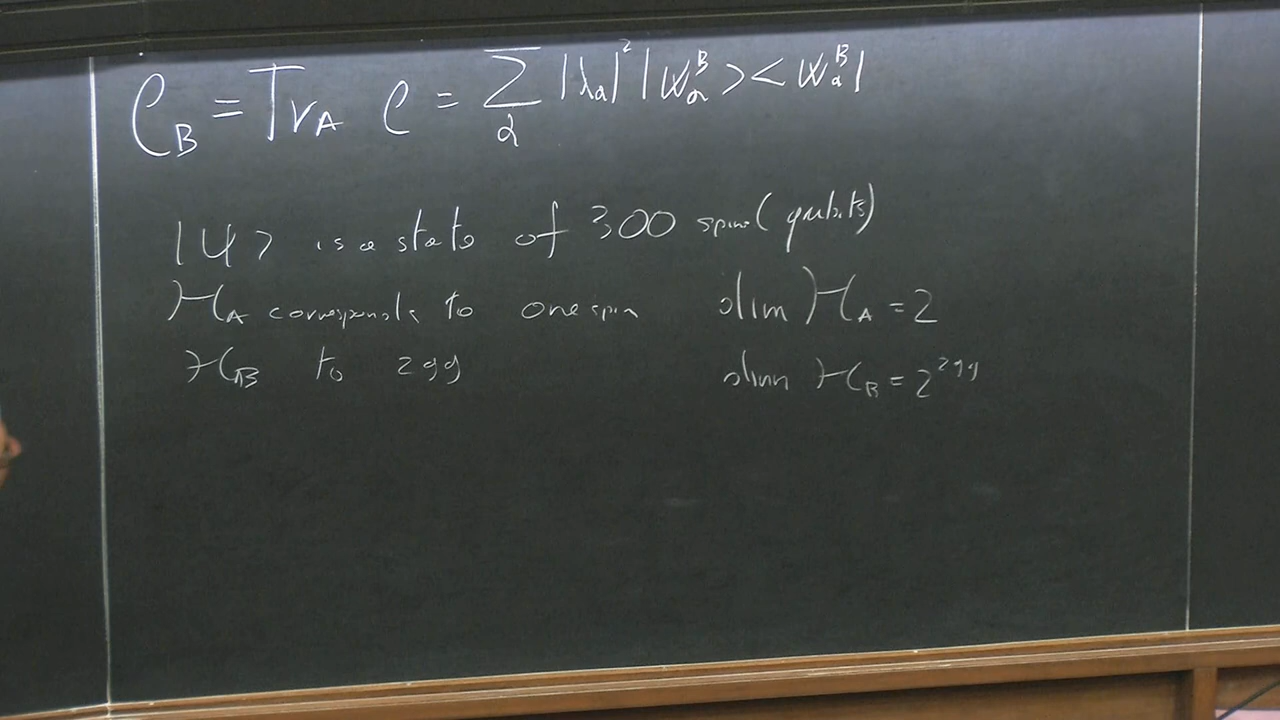 ρ_B = Tr_A ρ = Σ_α |λ_α|² |W_α^B> <W_α^B|
|ψ> is a state of 300 spins (qubits)
H_A corresponds to one spin dim H_A = 2
H_B to 299 dim H_B = 2^299